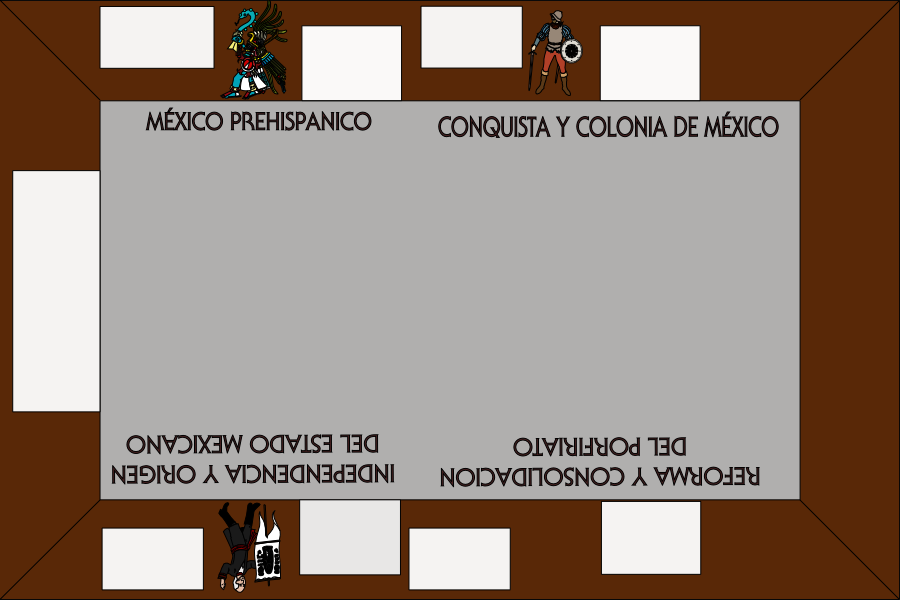 MÉXICO PREHISPANICO
CONQUISTA Y COLONIA DE MÉXICO
INDEPENDENCIA Y ORIGEN
DEL ESTADO MEXICANO
REFORMA Y CONSOLIDACION
DEL PORFIRIATO